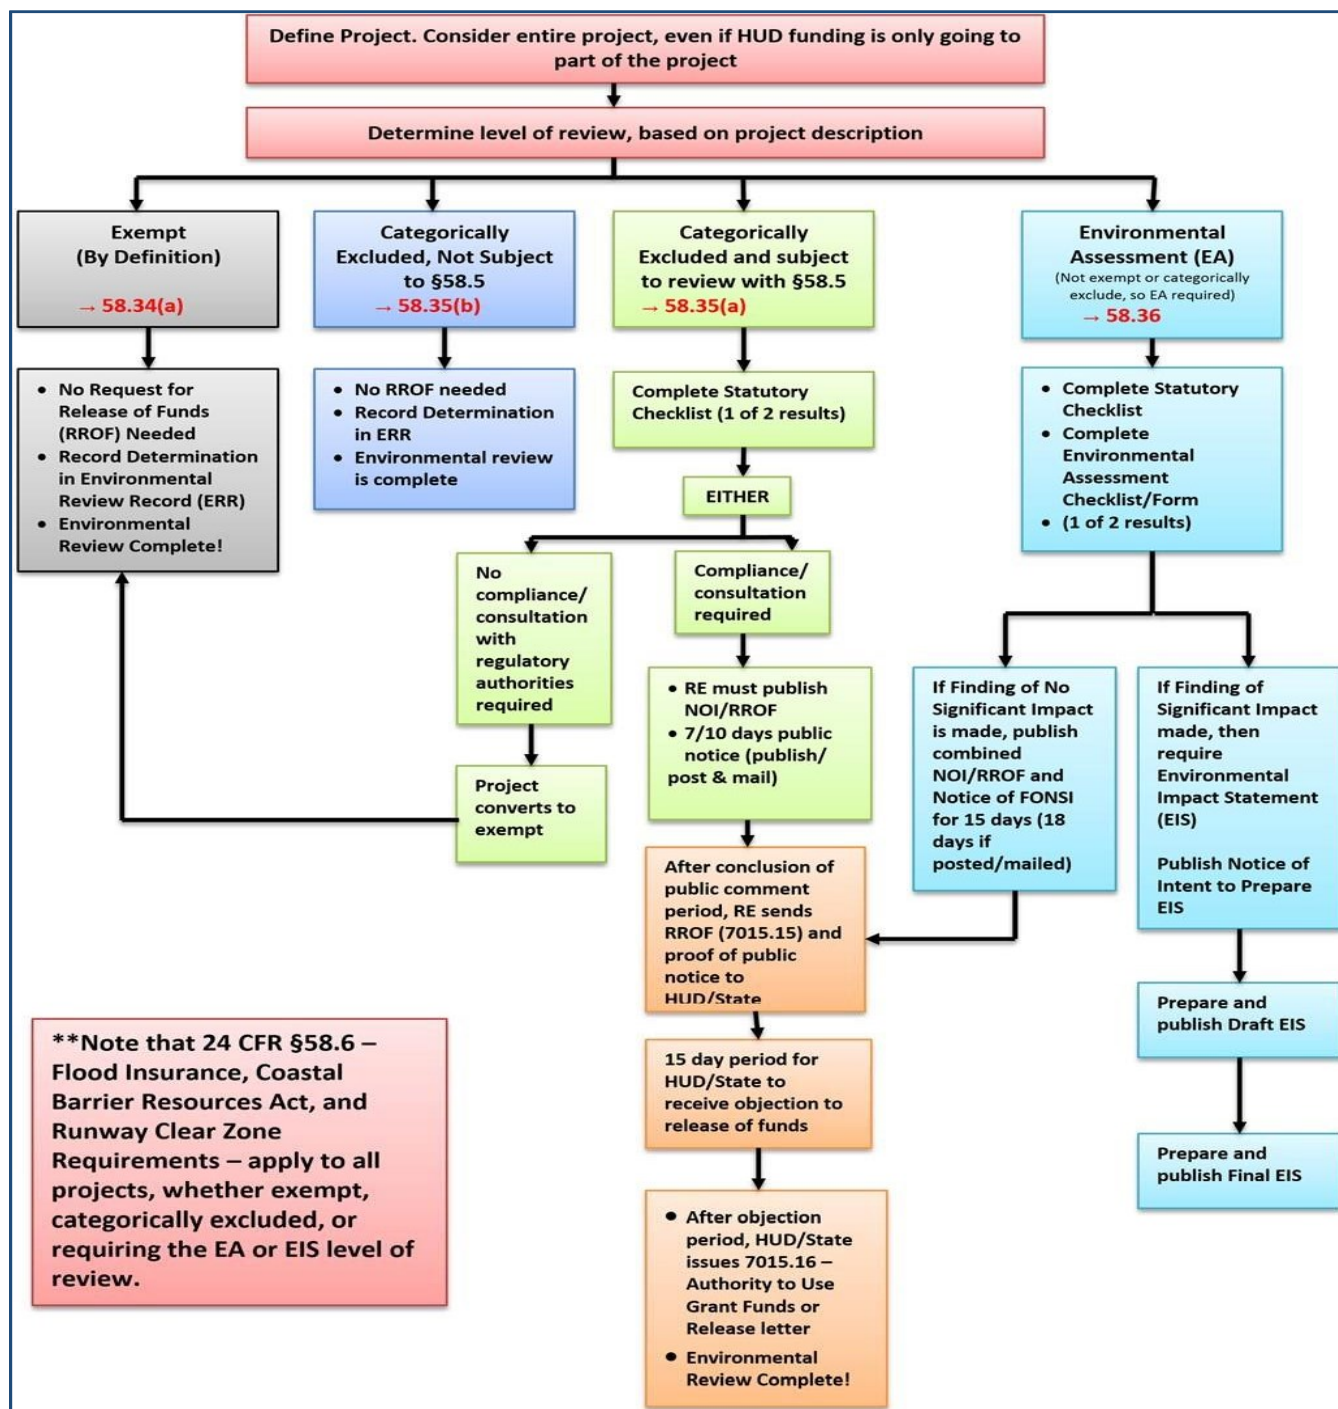 Define Project. Consider entire project, even if HUD funding is only going to
part of the project
Determine level of review, based on project description
Exempt
(By Definition)
→ 58.34(a)
Categorically
Excluded, Not Subject
to §58.5
→ 58.35(b)
Categorically
Excluded and subject
to review with §58.5
→ 58.35(a)
Environmental
Assessment (EA)
(Not exempt or categorically
exclude, so EA required)
→ 58.36
• No Request for
Release of Funds
(RROF) Needed
• Record Determination
in Environmental
Review Record (ERR)
• Environmental
Review Complete!
• No RROF needed
• Record Determination
in ERR
• Environmental review
is complete
Complete Statutory
Checklist (1 of 2 results)
EITHER
• Complete Statutory
Checklist
• Complete
Environmental
Assessment
Checklist/Form
• (1 of 2 results)
No
compliance/
consultation
with
regulatory
authorities
required
Compliance/
consultation
required
Project
converts to
exempt
• RE must publish
NOI/RROF
• 7/10 days public
notice (publish/
post & mail)
If Finding of No
Significant Impact
is made, publish
combined
NOI/RROF and
Notice of FONSI
for 15 days (18
days if
posted/mailed)
If Finding of
Significant Impact
made, then
require
Environmental
Impact Statement
(EIS)
Publish Notice of
Intent to Prepare
EIS
After conclusion of
public comment
period, RE sends
RROF (7015.15) and
proof of public
notice to
HUD/State
Prepare and
publish Draft EIS
15 day period for
HUD/State to
receive objection to
release of funds
Prepare and
publish Final EIS
• After objection
period, HUD/State
issues 7015.16 –
Authority to Use
Grant Funds or
Release letter
• Environmental
Review Complete!
**Note that 24 CFR §58.6 –
Flood Insurance, Coastal
Barrier Resources Act, and
Runway Clear Zone
Requirements – apply to all
projects, whether exempt,
categorically excluded, or
requiring the EA or EIS level of
review.